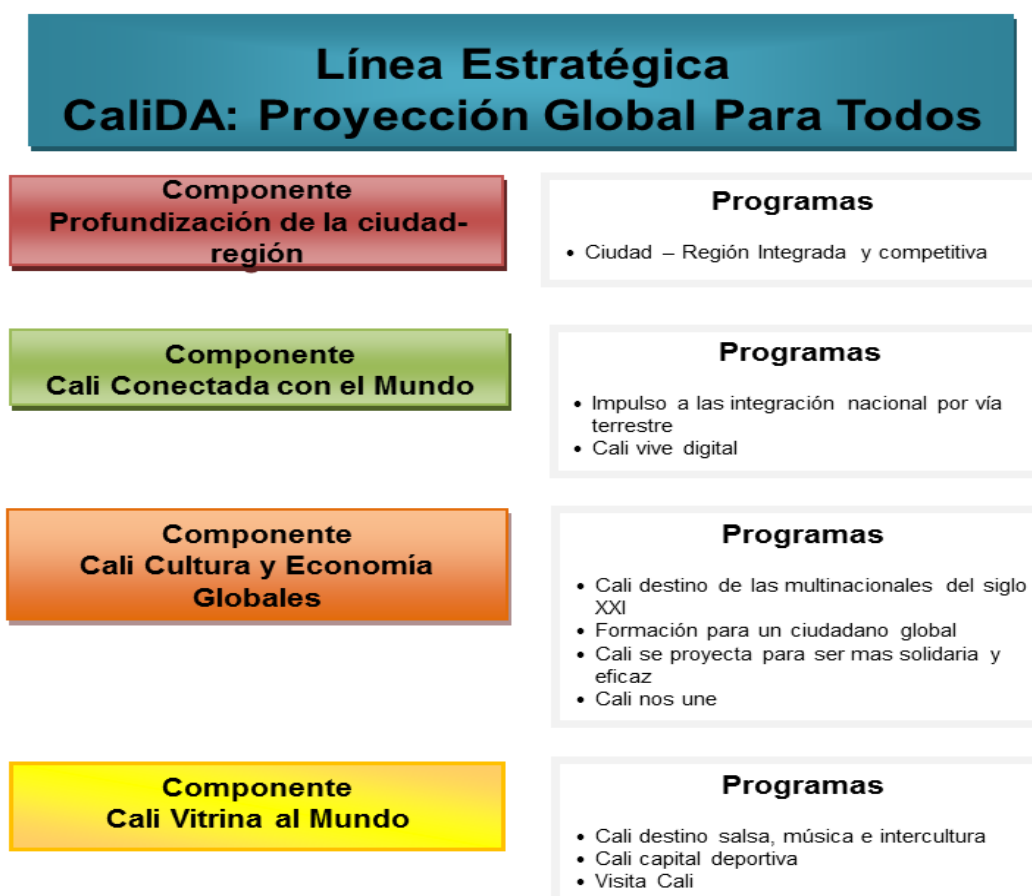 Línea Estratégica
CaliDA: Proyección Global Para Todos
Componente
Profundización de la ciudad-
región
Programas
• Ciudad – Región Integrada y competitiva
Componente
Cali Conectada con el Mundo
Programas
• Impulso a las integración nacional por vía
terrestre
• Cali vive digital
Componente
Cali Cultura y Economía
Globales
Programas
• Cali destino de las multinacionales del siglo
XXI
• Formación para un ciudadano global
• Cali se proyecta para ser mas solidaria y
eficaz
• Cali nos une
Componente
Cali Vitrina al Mundo
Programas
• Cali destino salsa, música e intercultura
• Cali capital deportiva
• Visita Cali